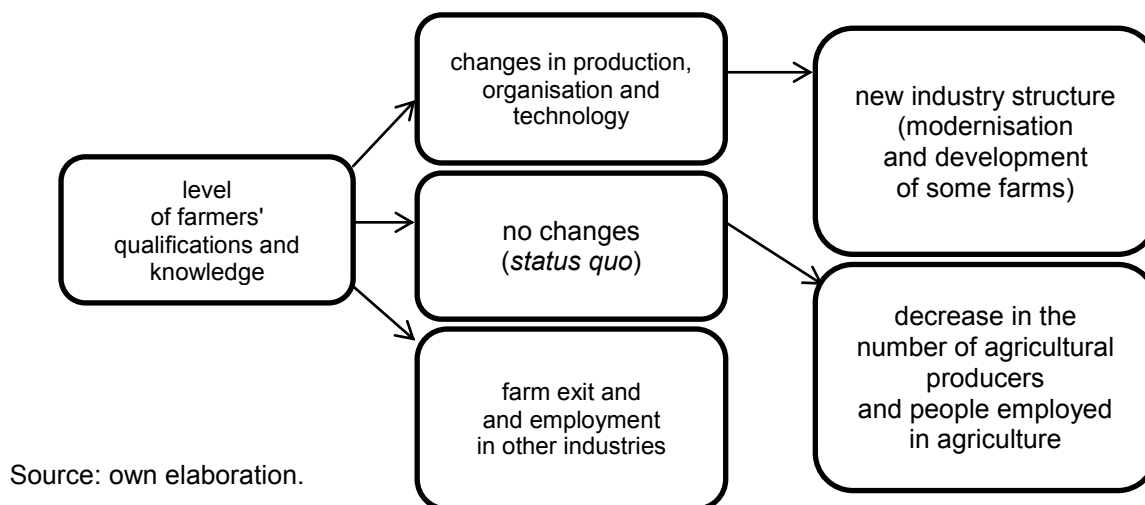 level
of farmers'
qualifications and
knowledge
changes in production,
organisation and
technology
no changes
(status quo)
farm exit and
and employment
in other industries
new industry structure
(modernisation
and development
of some farms)
decrease in the
number of agricultural
producers
and people employed
in agriculture
Source: own elaboration.